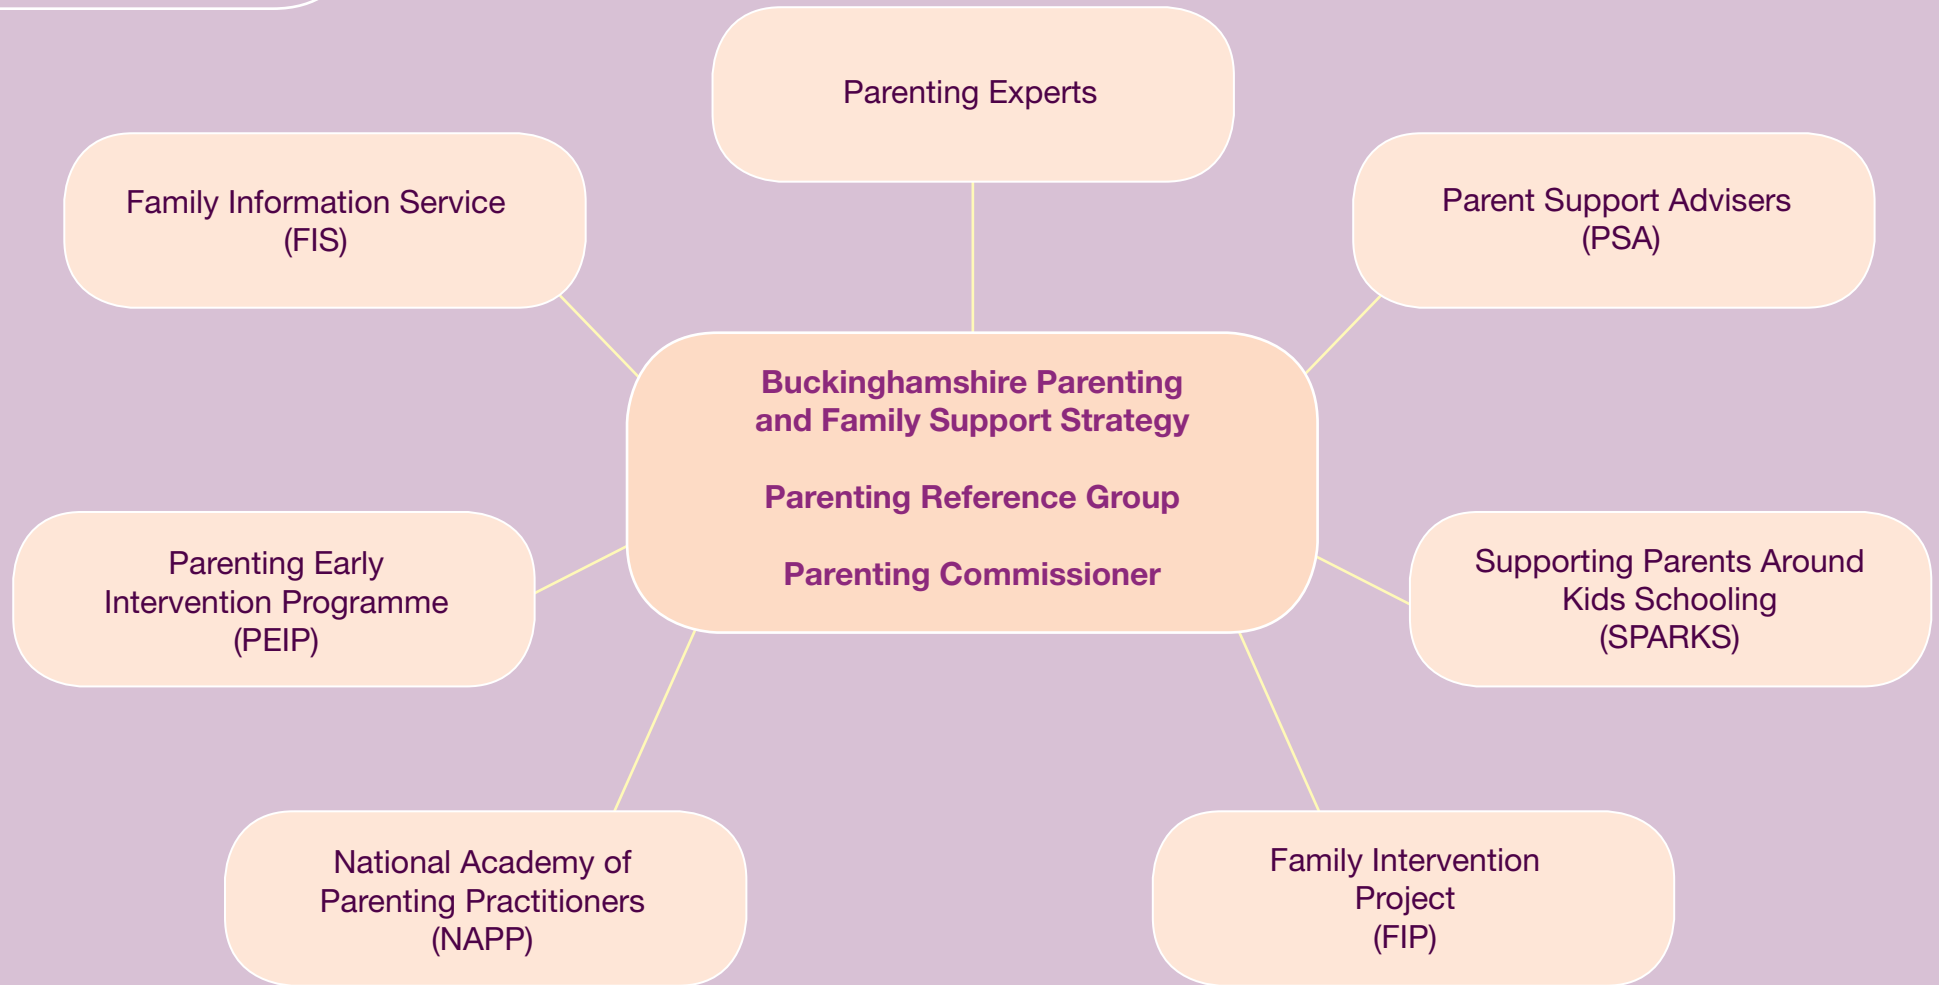 Parenting Experts
Family Information Service
(FIS)
Parent Support Advisers
(PSA)
Buckinghamshire Parenting
and Family Support Strategy
Parenting Reference Group
Parenting Commissioner
Parenting Early
Intervention Programme
(PEIP)
Supporting Parents Around
Kids Schooling
(SPARKS)
National Academy of
Parenting Practitioners
(NAPP)
Family Intervention
Project
(FIP)